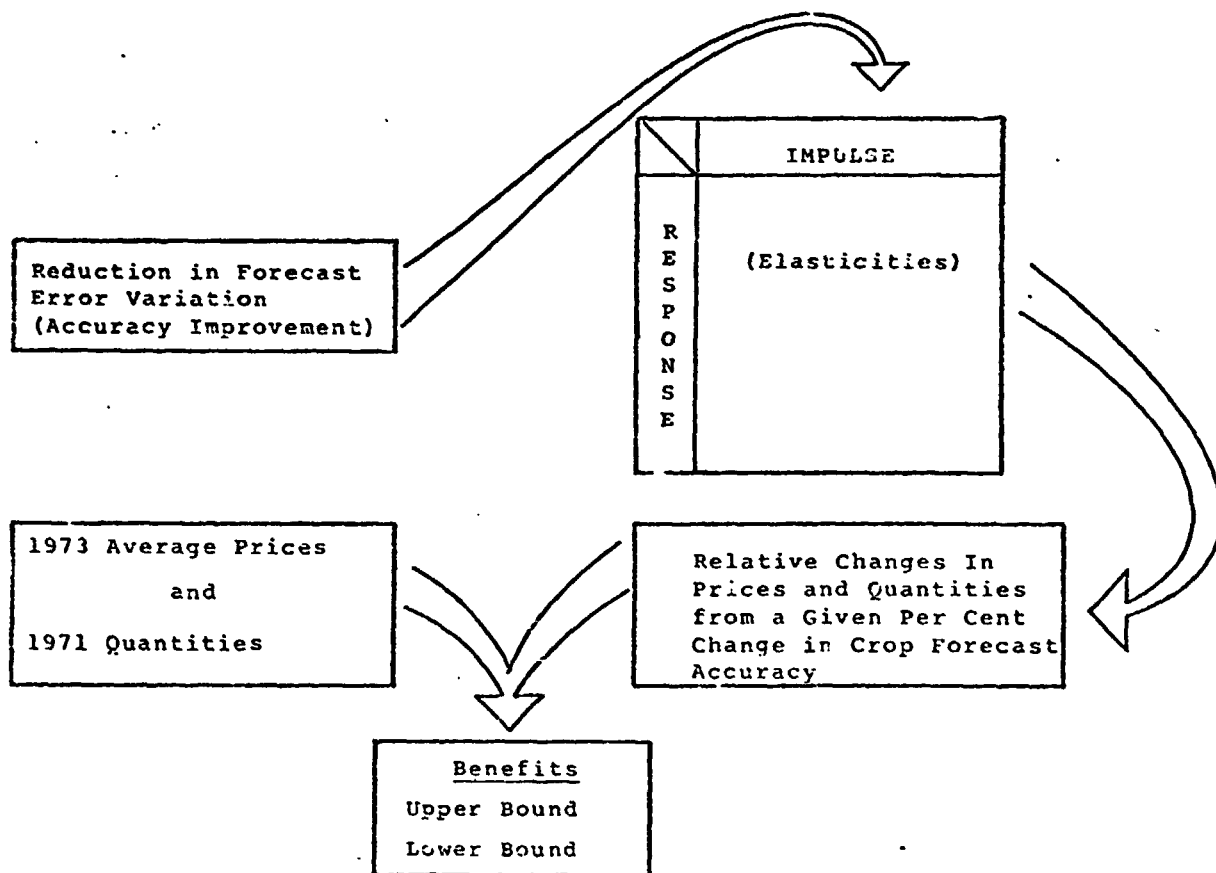 IMPULSE
RESPONSE
(Elasticities)
Reduction in Forecast
Error Variation
(Accuracy Improvement)
1973 Average Prices
and
1971 Quantities
Relative Changes In
Prices and Quantities
from a Given Per Cent
Change in Crop Forecast
Accuracy
Benefits
Upper Bound
Lower Bound